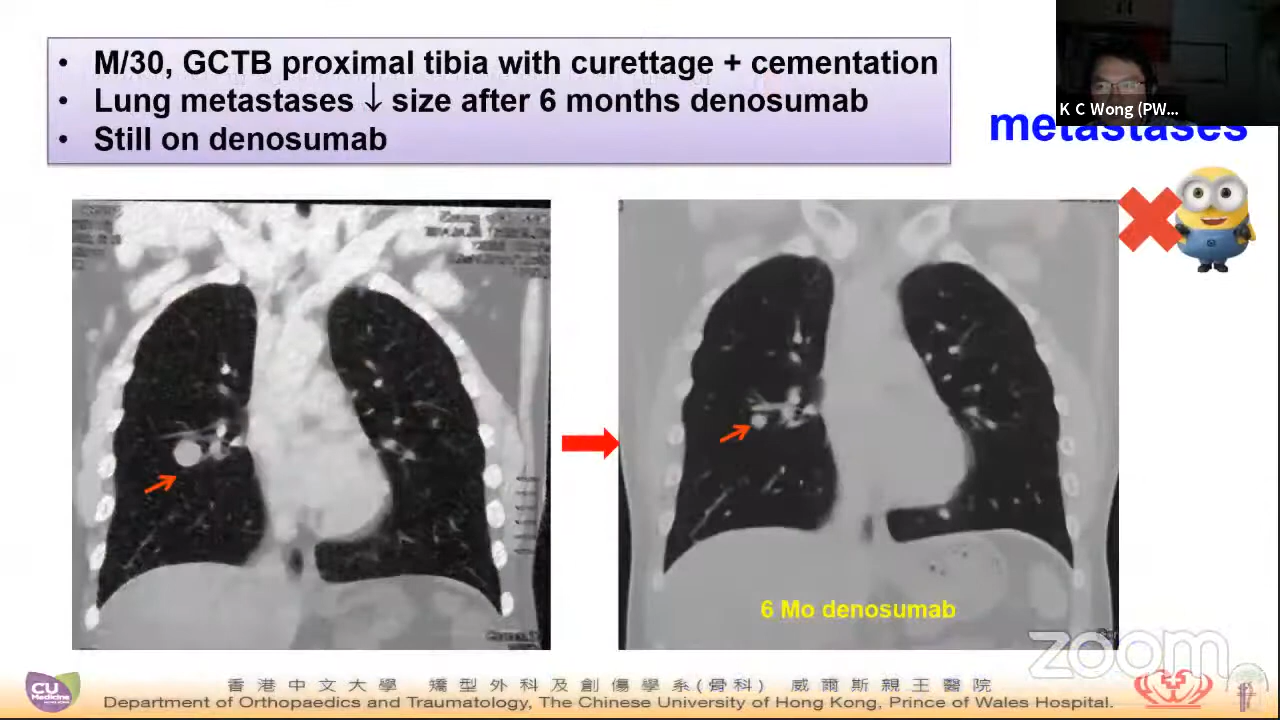 • M/30, GCTB proximal tibia with curettage + cementation
• Lung metastases ↓ size after 6 months denosumab
• Still on denosumab
K C Wong (PW...
metastases
6 Mo denosumab
zoom
CU
Medicine
香港中文大學 矯型外科及創傷學系(骨科) 威爾斯親王醫院
Department of Orthopaedics and Traumatology, The Chinese University of Hong Kong, Prince of Wales Hospital.